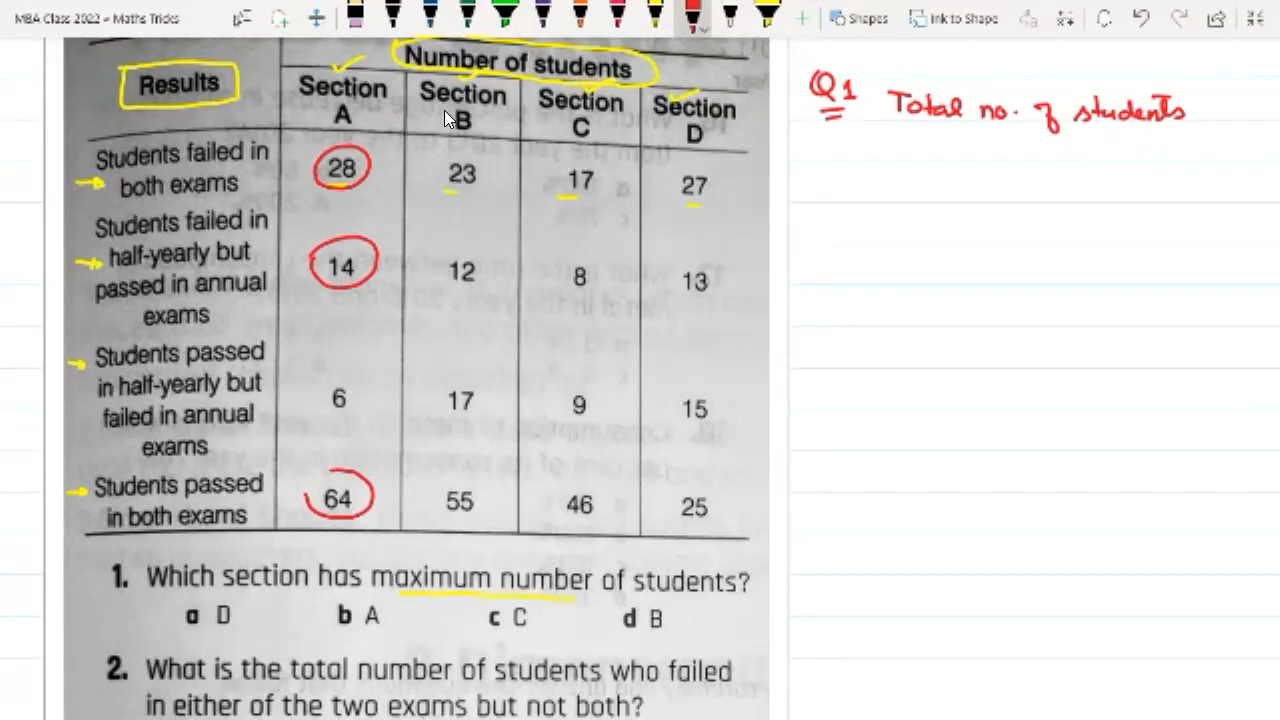 MBA Class 2022 – Maths Tricks
Shapes
Ink to Shape
Number of students
Results
Section A
Section B
Section C
Section D
Students failed in both exams 28 23 17 27
Students failed in half-yearly but passed in annual exams 14 12 8 13
Students passed in half-yearly but failed in annual exams 6 17 9 15
Students passed in both exams 64 55 46 25
1. Which section has maximum number of students?
a D b A c C d B
2. What is the total number of students who failed
in either of the two exams but not both?
Q1 Total no. of students